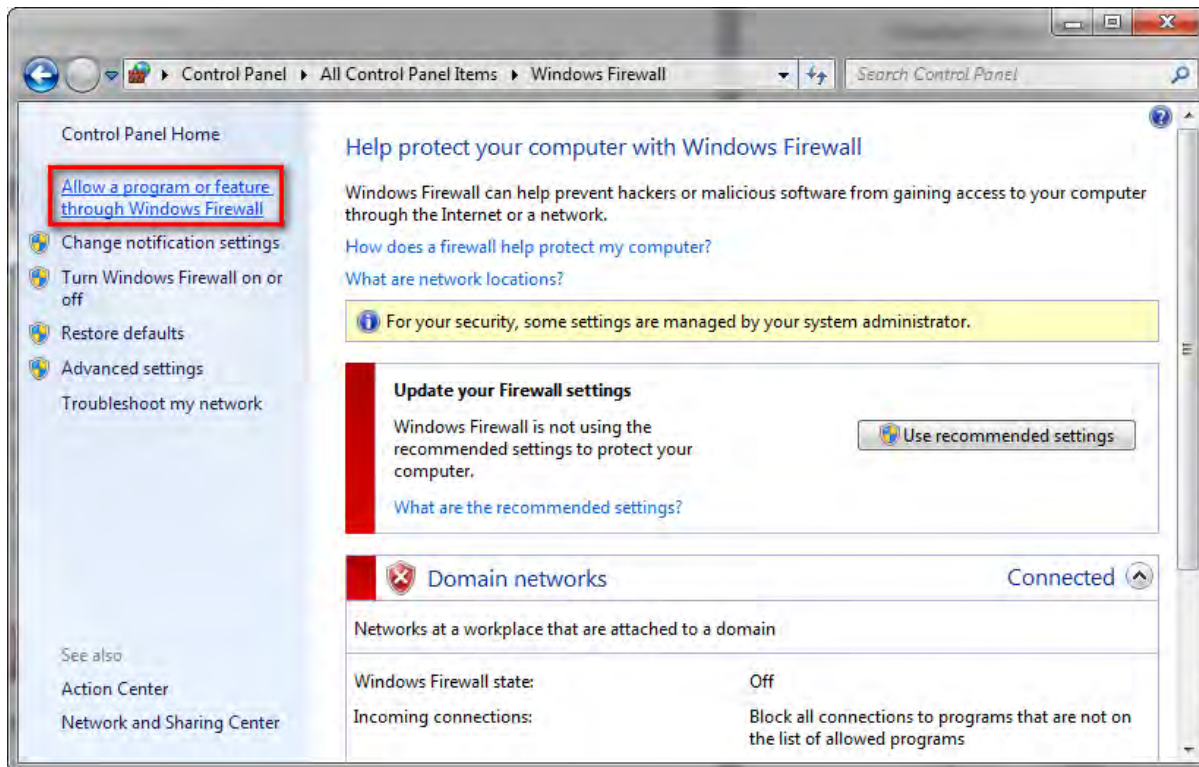 Control Panel ▸ All Control Panel Items ▸ Windows Firewall
Search Control Panel
Control Panel Home
Allow a program or feature
through Windows Firewall
Change notification settings
Turn Windows Firewall on or
off
Restore defaults
Advanced settings
Troubleshoot my network
See also
Action Center
Network and Sharing Center
Help protect your computer with Windows Firewall
Windows Firewall can help prevent hackers or malicious software from gaining access to your computer
through the Internet or a network.
How does a firewall help protect my computer?
What are network locations?
For your security, some settings are managed by your system administrator.
Update your Firewall settings
Windows Firewall is not using the
recommended settings to protect your
computer.
Use recommended settings
What are the recommended settings?
Domain networks
Connected
Networks at a workplace that are attached to a domain
Windows Firewall state:
Off
Incoming connections:
Block all connections to programs that are not on
the list of allowed programs